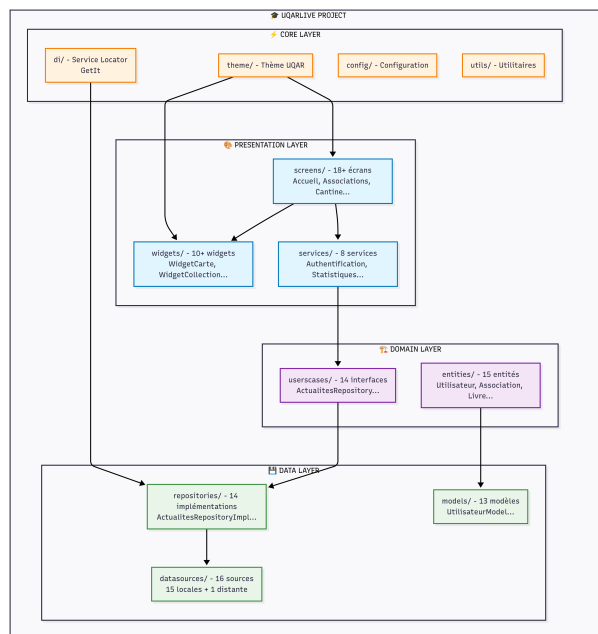 🎓 UQARLIVE PROJECT
⚡ CORE LAYER
di/ - Service Locator
GetIt
theme/ - Thème UQAR
config/ - Configuration
utils/ - Utilitaires
🎨 PRESENTATION LAYER
screens/ - 18+ écrans
Accueil, Associations,
Cantine...
widgets/ - 10+ widgets
WidgetCarte,
WidgetCollection...
services/ - 8 services
Authentification,
Statistiques...
🏗️ DOMAIN LAYER
userscases/ - 14 interfaces
ActualitesRepository...
entities/ - 15 entités
Utilisateur, Association,
Livre...
💾 DATA LAYER
repositories/ - 14
implémentations
ActualitesRepositoryImpl...
models/ - 13 modèles
UtilisateurModel...
datasources/ - 16 sources
15 locales + 1 distante